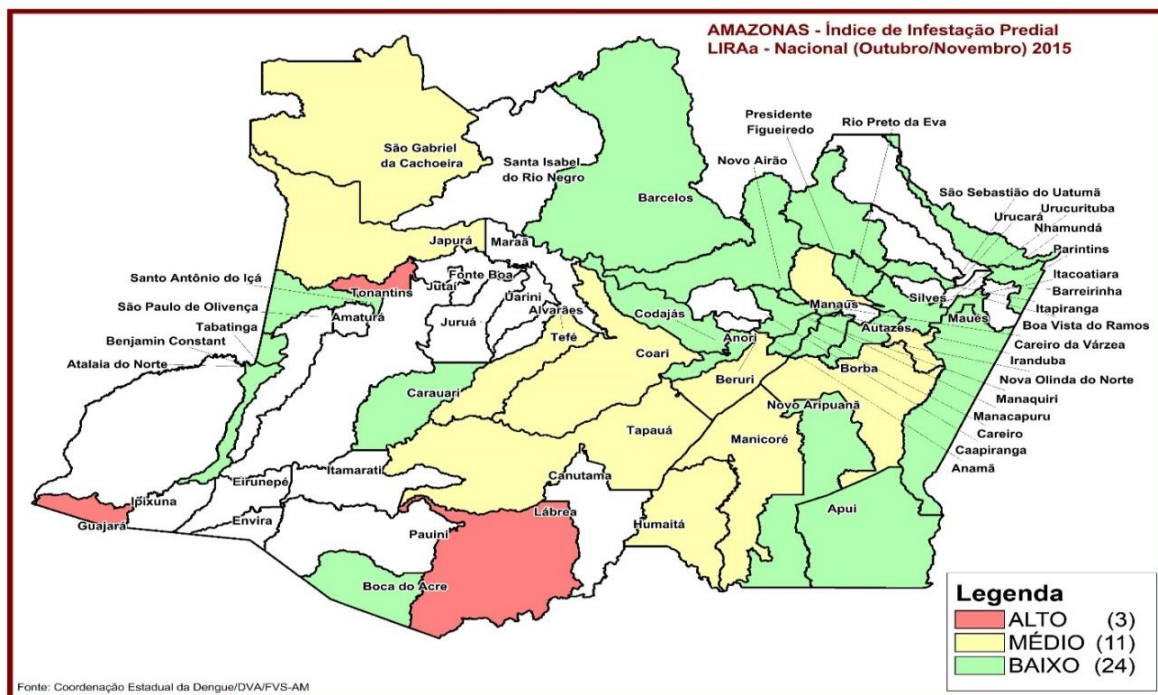 AMAZONAS - Índice de Infestação Predial
LIRAa - Nacional (Outubro/Novembro) 2015
Presidente
Figueiredo
Rio Preto da Eva
Novo Airão
São Gabriel
da Cachoeira
Santa Isabel
do Rio Negro
Barcelos
São Sebastião do Uatumã
Urucurituba
Urucará
Nhamundá
Parintins
Japurá
Maraã
Santo Antônio do Içá
Fonte Boa
Itacoatiara
Tonantins
Jutaí
Barreirinha
Uarini
Silves
São Paulo de Olivença
Manaus
Itapiranga
Alvarães
Codajás
Amaturá
Juruá
Maués
Boa Vista do Ramos
Tabatinga
Autazes
Tefé
Anori
Careiro da Várzea
Benjamin Constant
Coari
Iranduba
Atalaia do Norte
Beruri
Borba
Nova Olinda do Norte
Carauari
Manaquiri
Novo Aripuanã
Manacapuru
Tapauá
Manicoré
Careiro
Caapiranga
Itamarati
Canutama
Anamã
Eirunepé
Ipixuna
Guajará
Envira
Lábrea
Apui
Humaitá
Pauini
Boca do Acre
Legenda
ALTO (3)
MÉDIO (11)
BAIXO (24)
Fonte: Coordenação Estadual da Dengue/DVA/FVS-AM